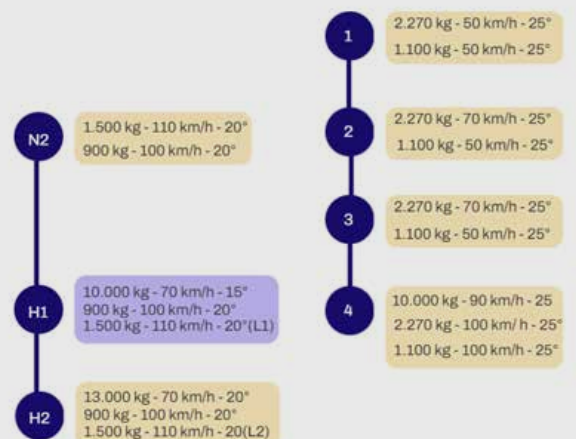 N2
1.500 kg - 110 km/h - 20°
900 kg - 100 km/h - 20°
H1
10.000 kg - 70 km/h - 15°
900 kg - 100 km/h - 20°
1.500 kg - 110 km/h - 20°(L1)
H2
13.000 kg - 70 km/h - 20°
900 kg - 100 km/h - 20°
1.500 kg - 110 km/h - 20(L2)
1
2.270 kg - 50 km/h - 25°
1.100 kg - 50 km/h - 25°
2
2.270 kg - 70 km/h - 25°
1.100 kg - 50 km/h - 25°
3
2.270 kg - 70 km/h - 25°
1.100 kg - 50 km/h - 25°
4
10.000 kg - 90 km/h - 25
2.270 kg - 100 km/ h - 25°
1.100 kg - 100 km/h - 25°